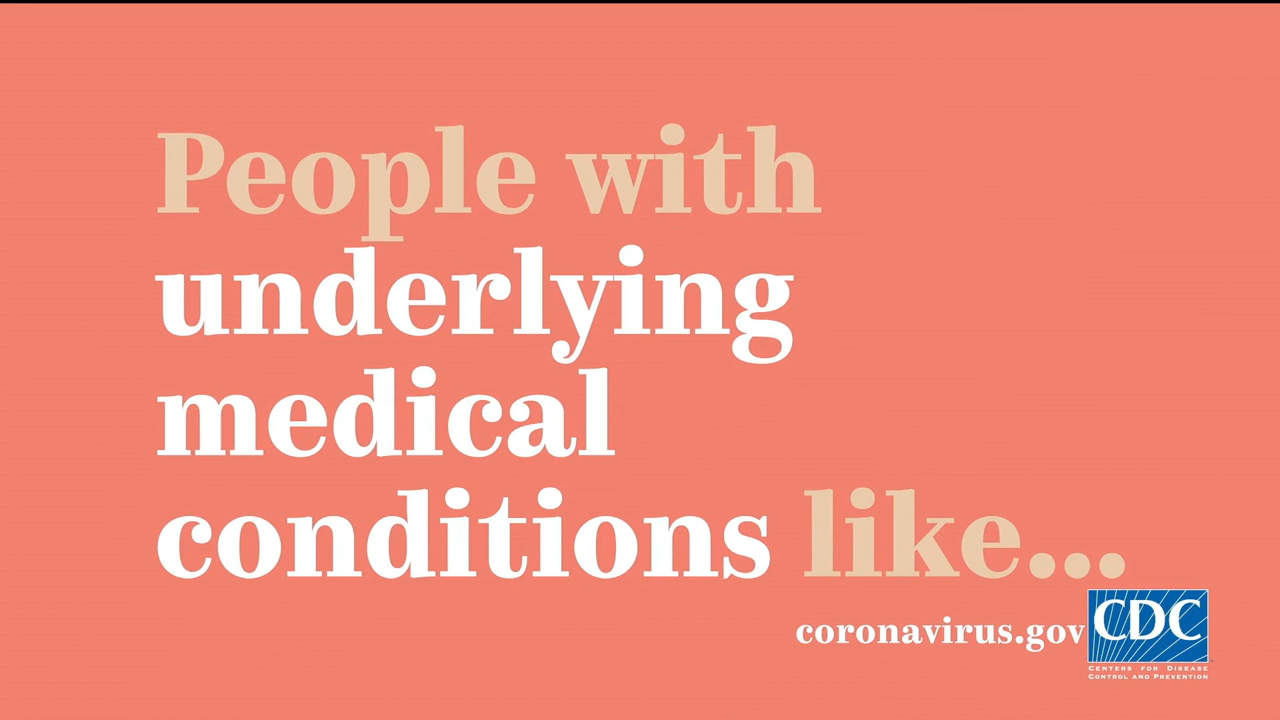 People with
underlying
medical
conditions like...
coronavirus.gov
CDC
CENTERS FOR DISEASE
CONTROL AND PREVENTION